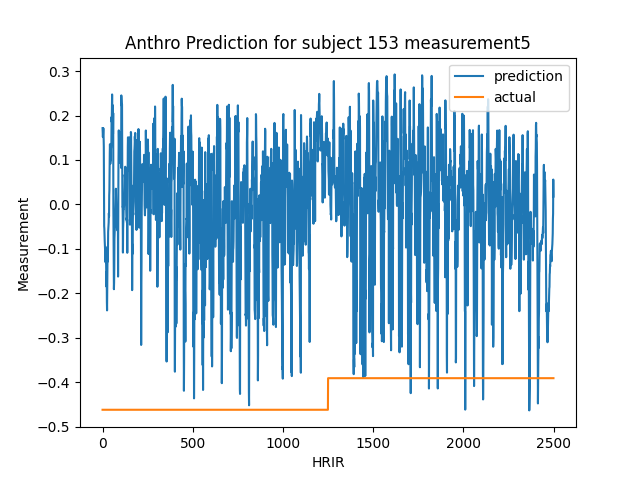 Anthro Prediction for subject 153 measurement5
prediction
actual
0.3
0.2
0.1
0.0
−0.1
−0.2
−0.3
−0.4
−0.5
Measurement
0 500 1000 1500 2000 2500
HRIR